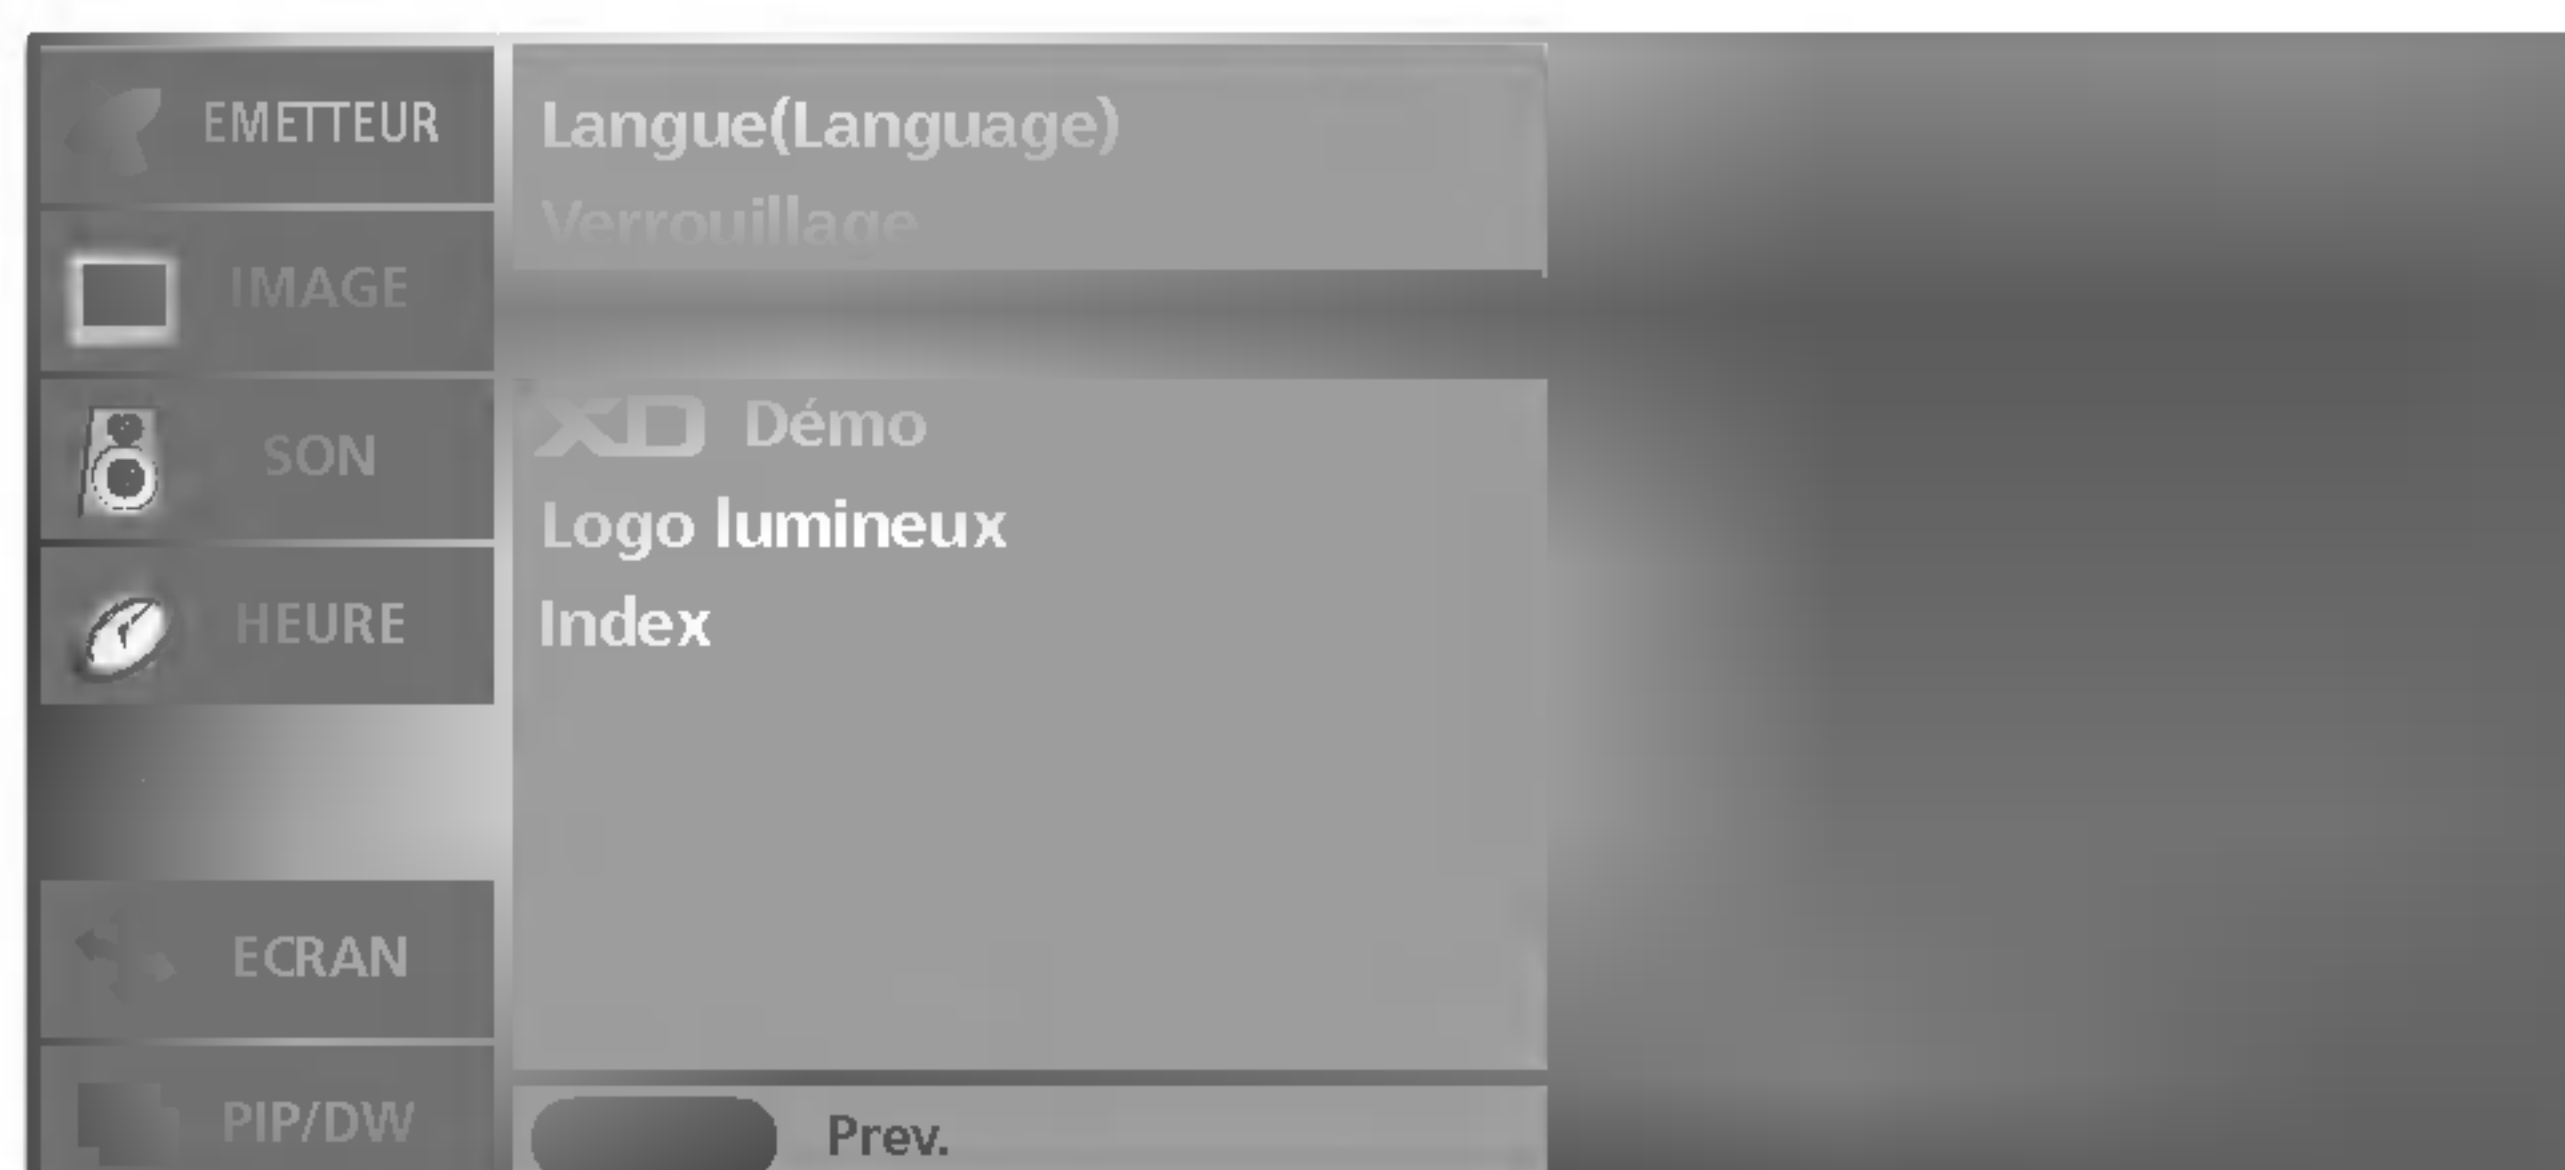 EMETTEUR
IMAGE
SON
HEURE
ECRAN
PIP/DW
Langue(Language)
Verrouillage
XD Démo
Logo lumineux
Index
Prev.